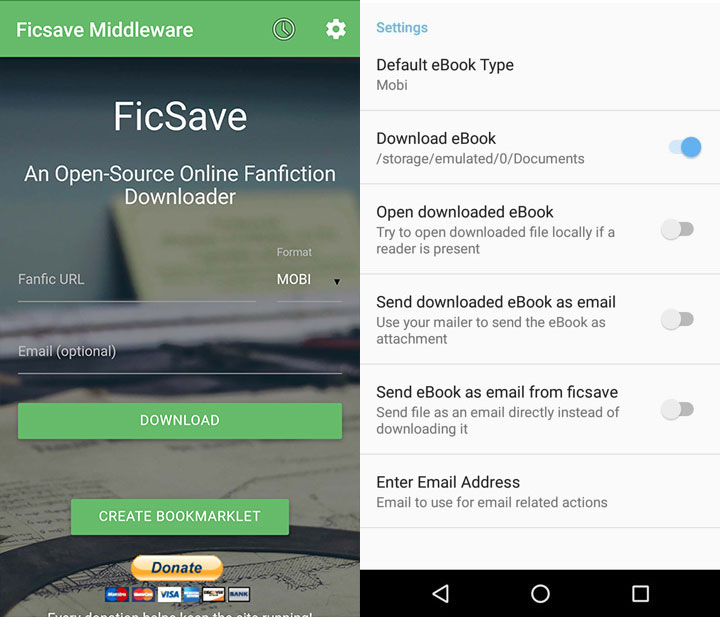 Ficsave Middleware
FicSave
An Open-Source Online Fanfiction
Downloader
Format
Fanfic URL
MOBI
Email (optional)
DOWNLOAD
CREATE BOOKMARKLET
Donate
VISA
BANK
Every donation helps keep the site running!
Settings
Default eBook Type
Mobi
Download eBook
/storage/emulated/0/Documents
Open downloaded eBook
Try to open downloaded file locally if a
reader is present
Send downloaded eBook as email
Use your mailer to send the eBook as
attachment
Send eBook as email from ficsave
Send file as an email directly instead of
downloading it
Enter Email Address
Email to use for email related actions